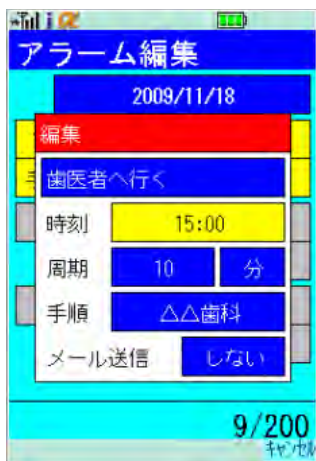 アラーム編集
2009/11/18
編集
歯医者へ行く
時刻 15:00
周期 10 分
手順 △△歯科
メール送信 しない
9/200
キャンセル